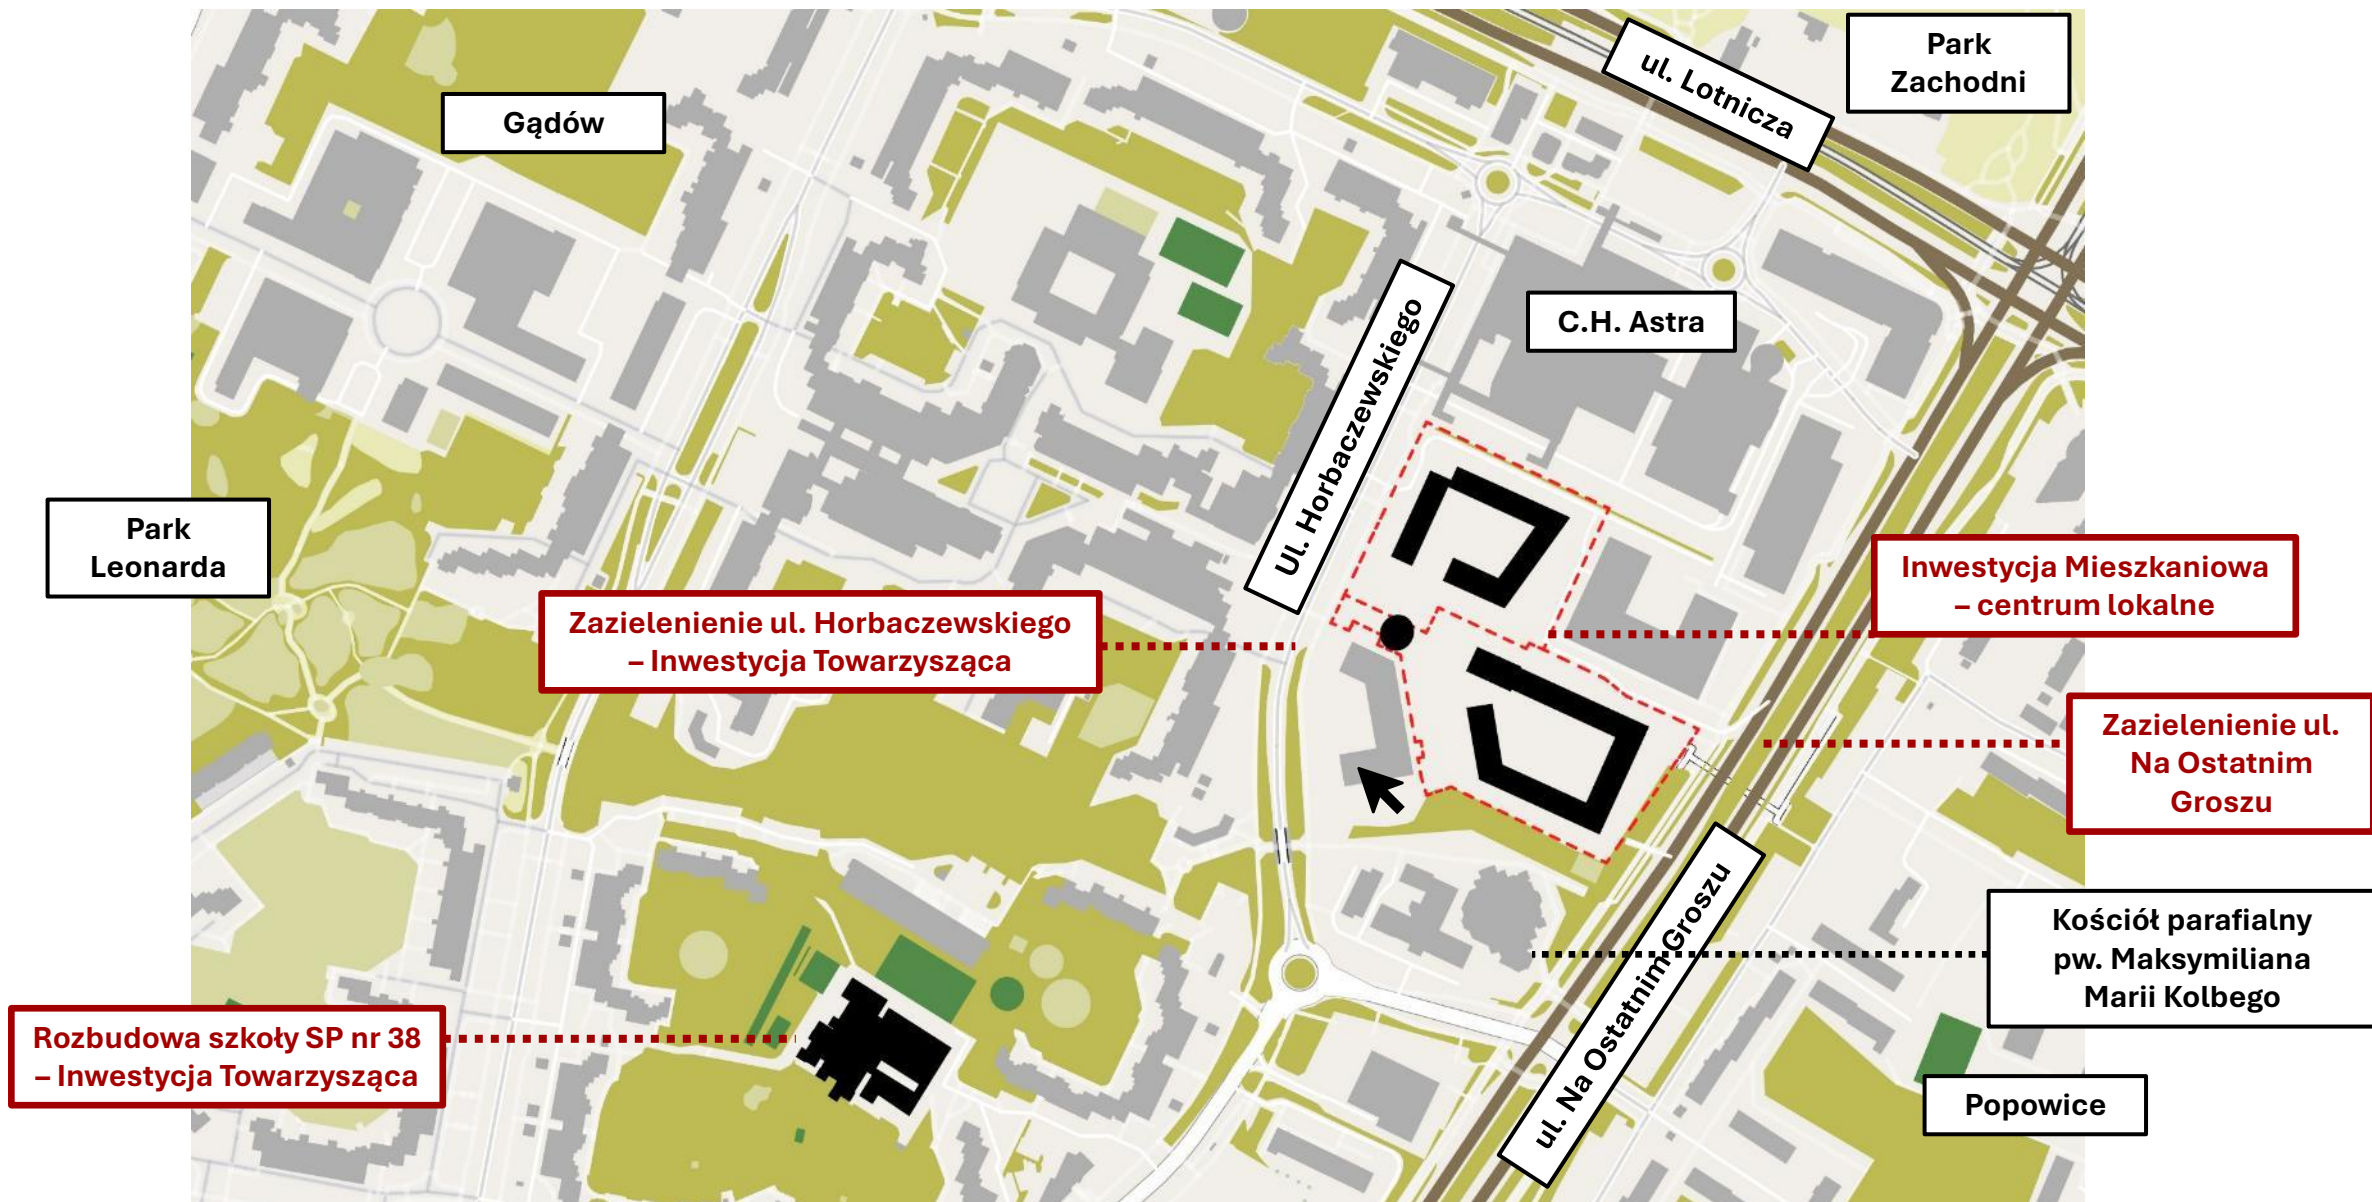 Park
Zachodni
ul. Lotnicza
Gądów
C.H. Astra
Ul. Horbaczewskiego
Park
Leonarda
Inwestycja Mieszkaniowa
– centrum lokalne
Zazielenienie ul. Horbaczewskiego
– Inwestycja Towarzysząca
Zazielenienie ul.
Na Ostatnim
Groszu
Kościół parafialny
pw. Maksymiliana
Marii Kolbego
ul. Na Ostatnim Groszu
Rozbudowa szkoły SP nr 38
– Inwestycja Towarzysząca
Popowice